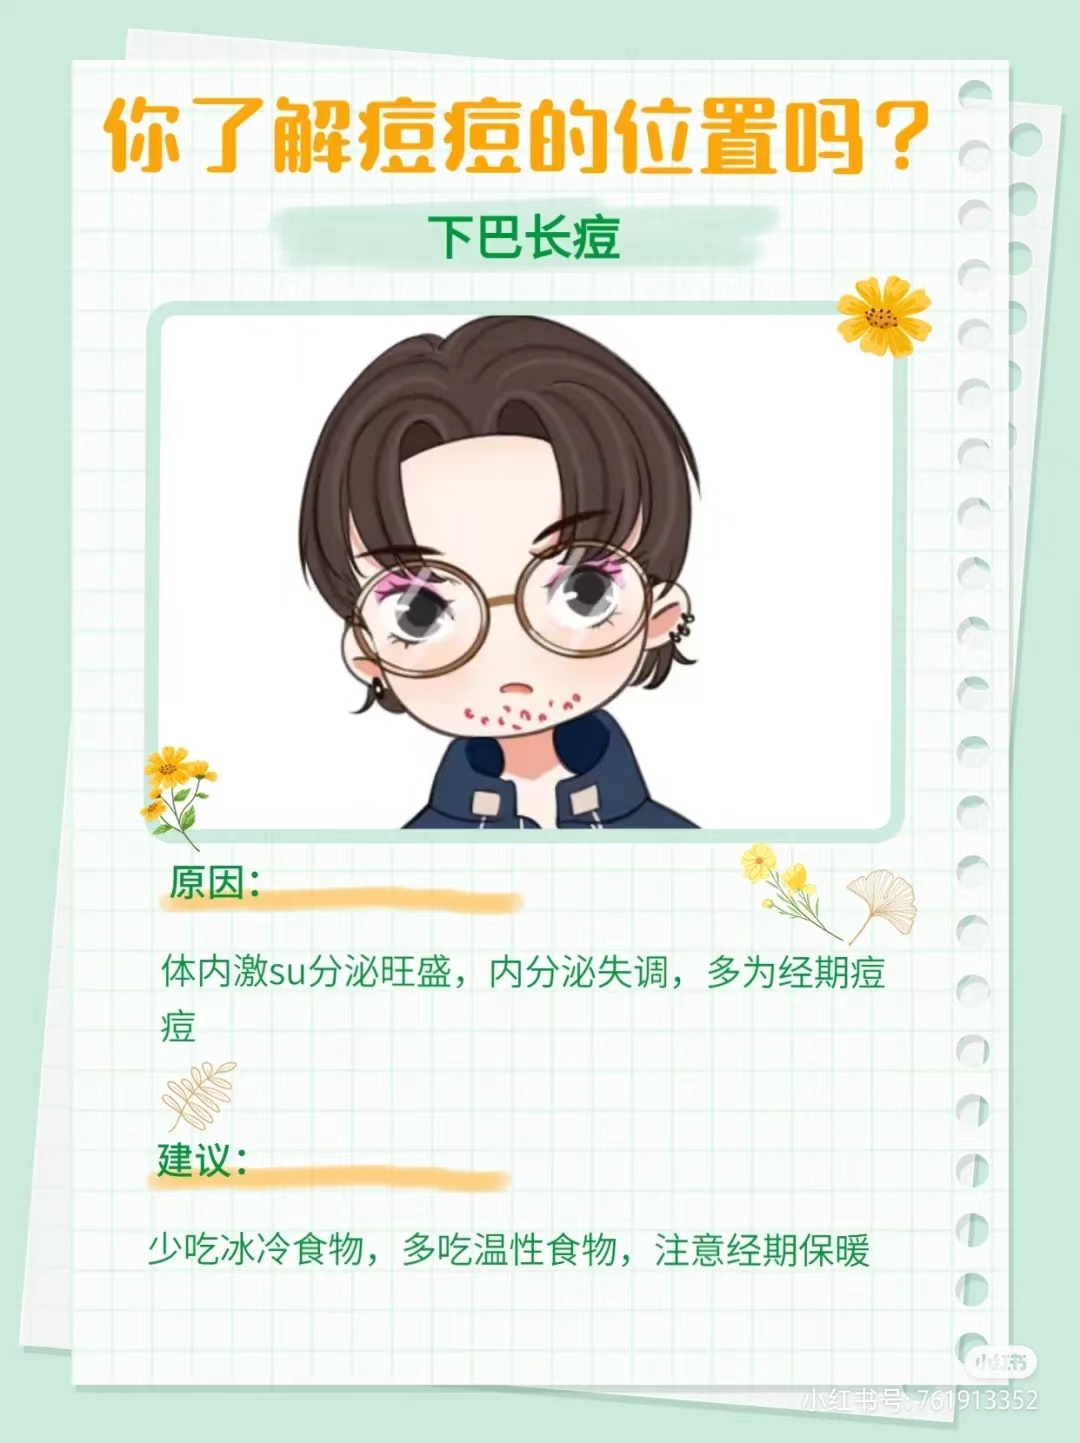 你了解痘痘的位置吗？
下巴长痘
原因：
体内激su分泌旺盛，内分泌失调，多为经期痘
痘
建议：
少吃冰冷食物，多吃温性食物，注意经期保暖
小红书
小红书号: 761913352